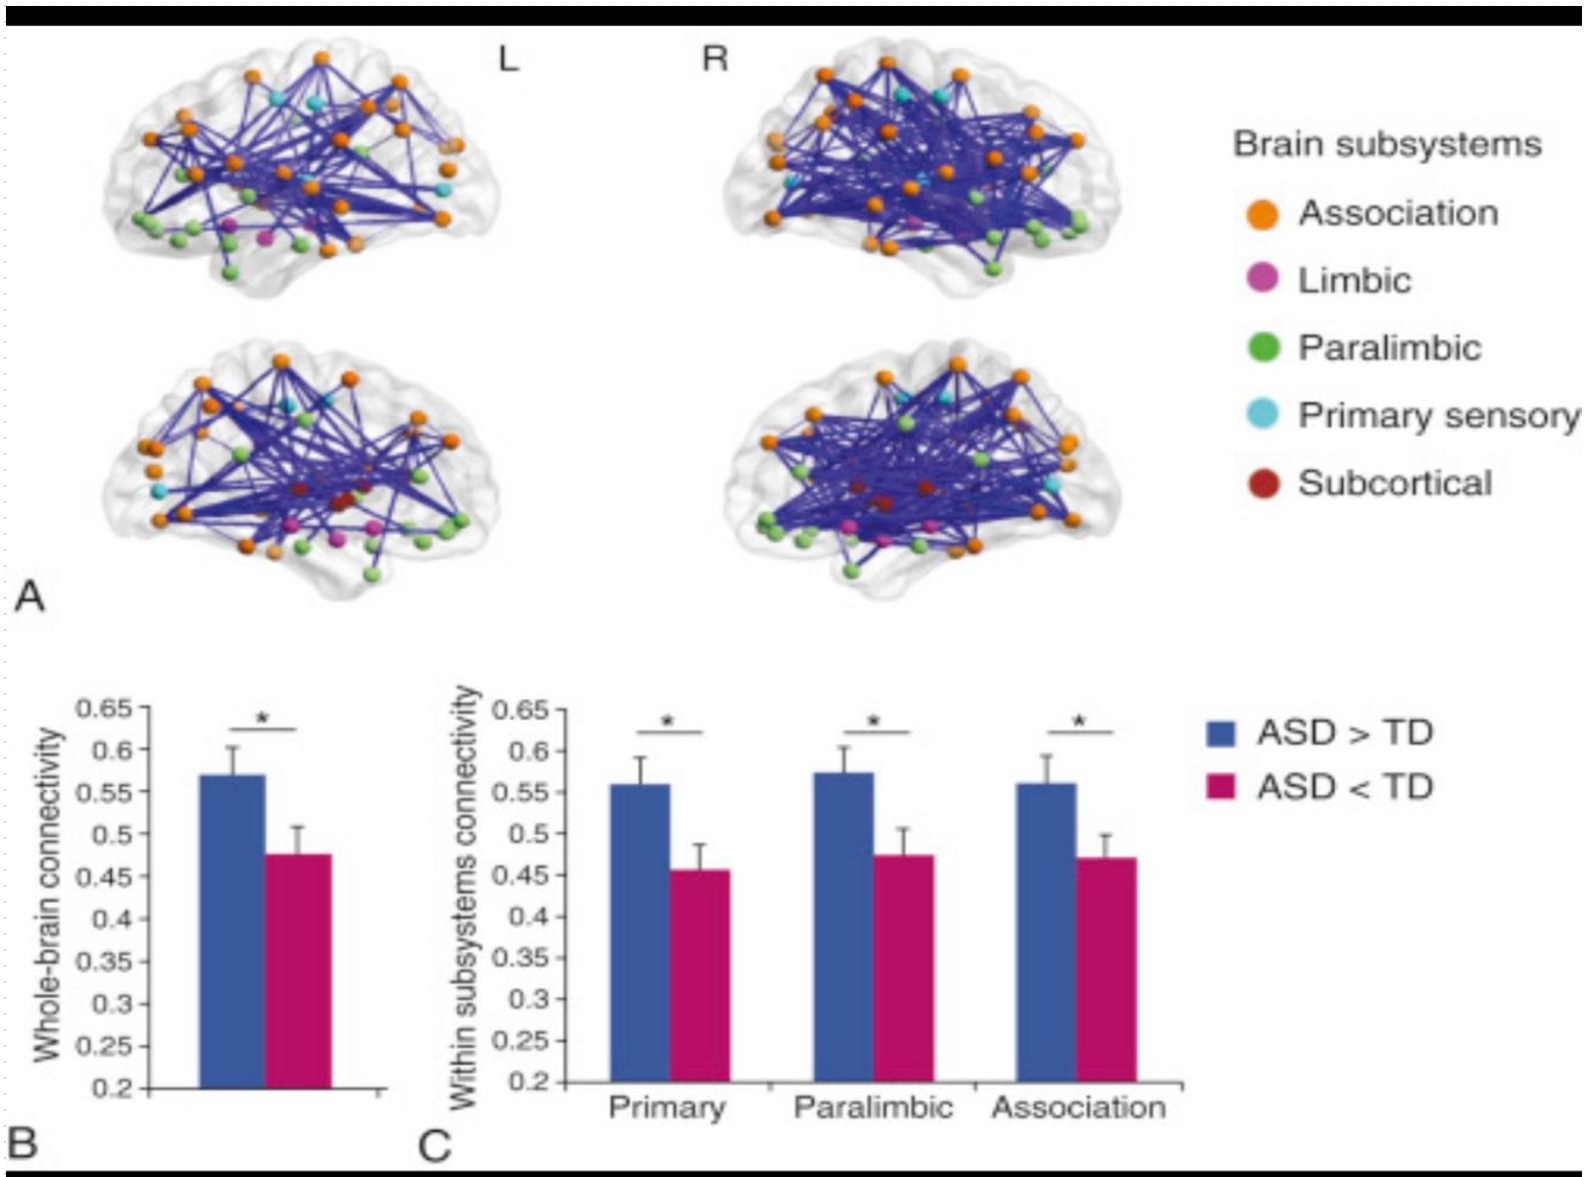 L
R
Brain subsystems
Association
Limbic
Paralimbic
Primary sensory
Subcortical
A
Whole-brain connectivity
0.65
0.6
0.55
0.5
0.45
0.4
0.35
0.3
0.25
0.2
*
B
Within subsystems connectivity
0.65
0.6
0.55
0.5
0.45
0.4
0.35
0.3
0.25
0.2
*
*
*
Primary
Paralimbic
Association
C
ASD > TD
ASD < TD